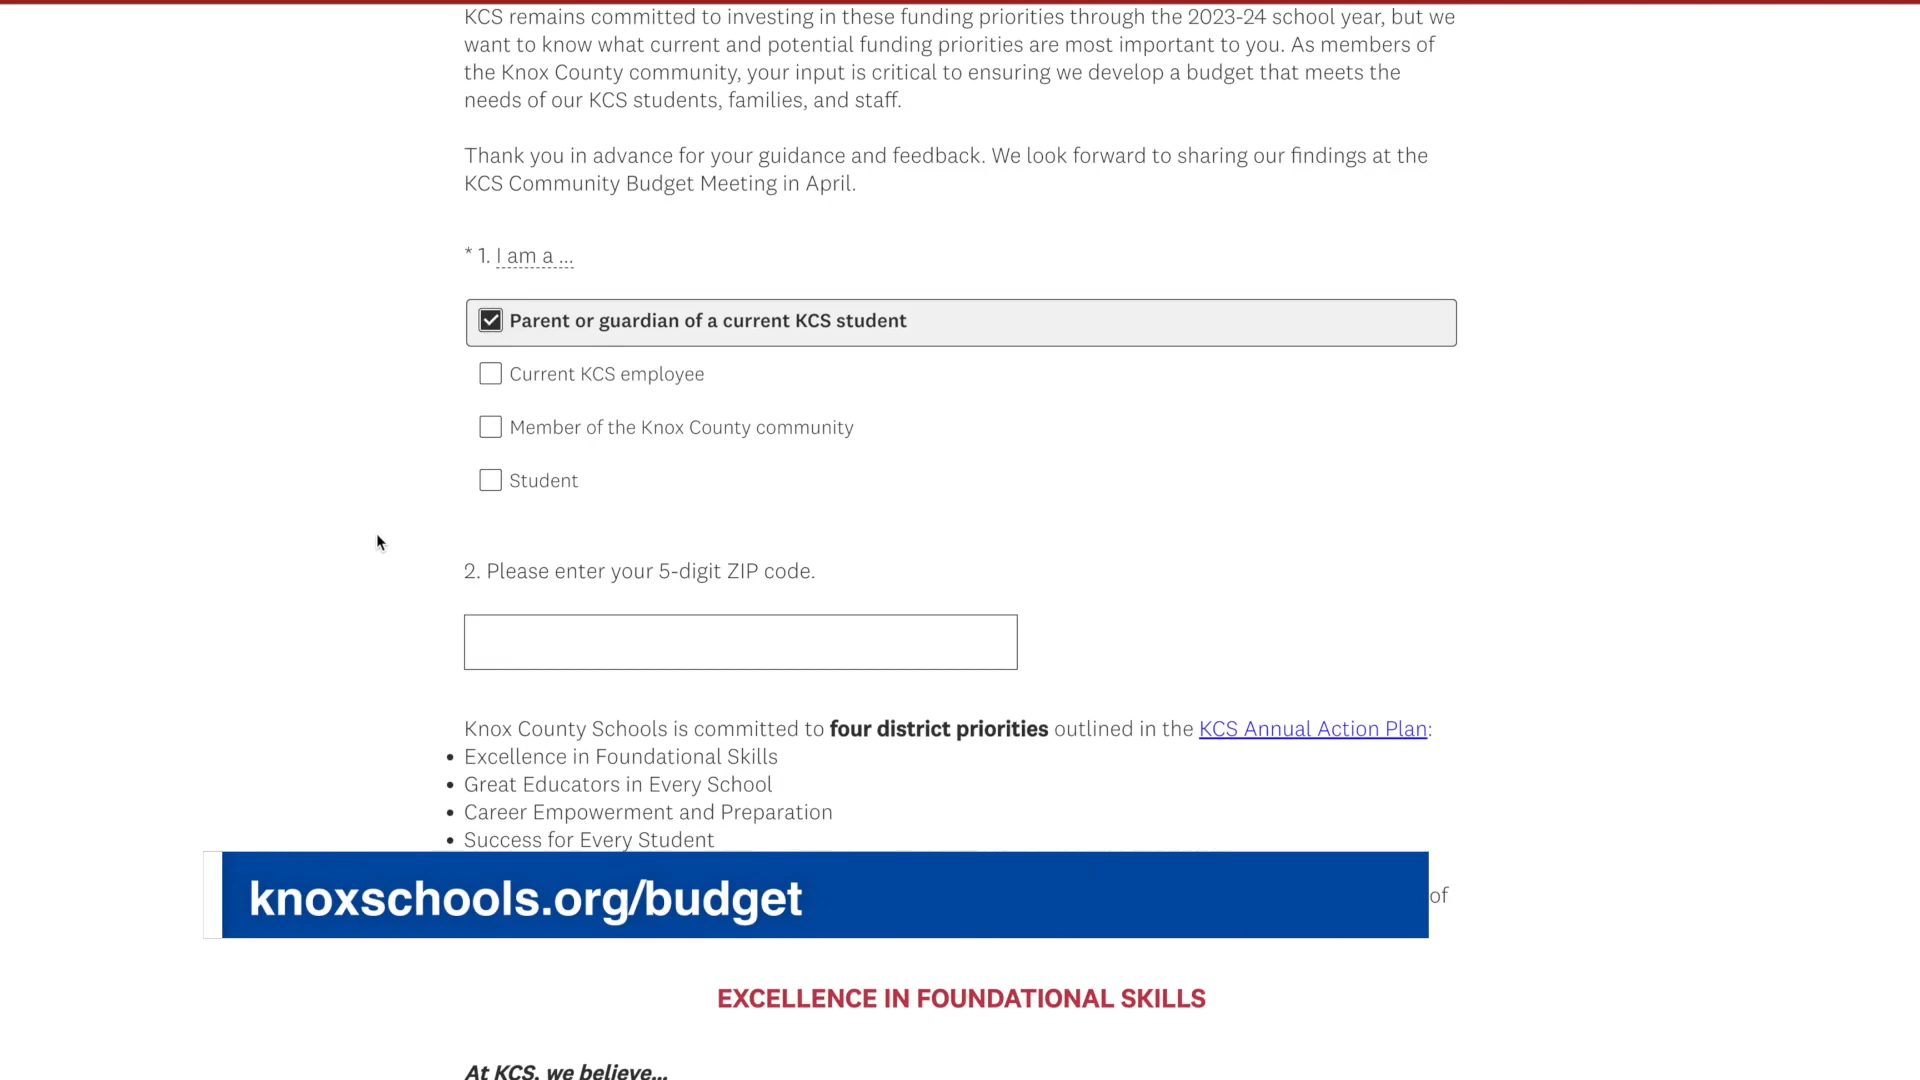 KCS remains committed to investing in these funding priorities through the 2023-24 school year, but we
want to know what current and potential funding priorities are most important to you. As members of
the Knox County community, your input is critical to ensuring we develop a budget that meets the
needs of our KCS students, families, and staff.
Thank you in advance for your guidance and feedback. We look forward to sharing our findings at the
KCS Community Budget Meeting in April.
* 1. I am a ...
Parent or guardian of a current KCS student
Current KCS employee
Member of the Knox County community
Student
2. Please enter your 5-digit ZIP code.
Knox County Schools is committed to four district priorities outlined in the KCS Annual Action Plan:
• Excellence in Foundational Skills
• Great Educators in Every School
• Career Empowerment and Preparation
• Success for Every Student
knoxschools.org/budget
of
EXCELLENCE IN FOUNDATIONAL SKILLS
At KCS, we believe...